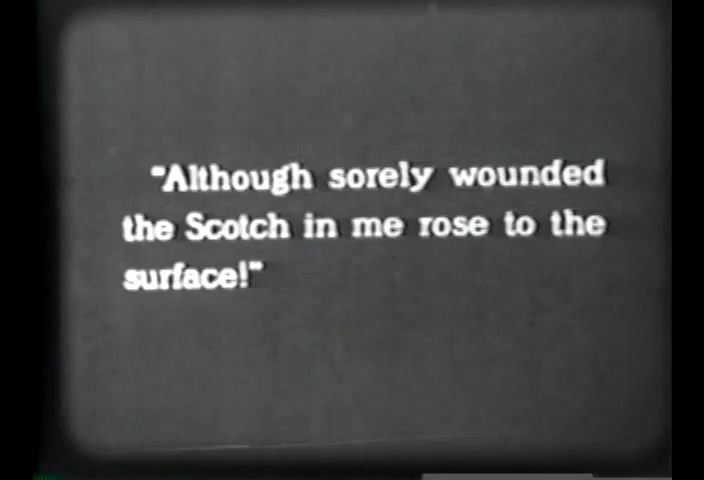 "Although sorely wounded
the Scotch in me rose to the
surface!"